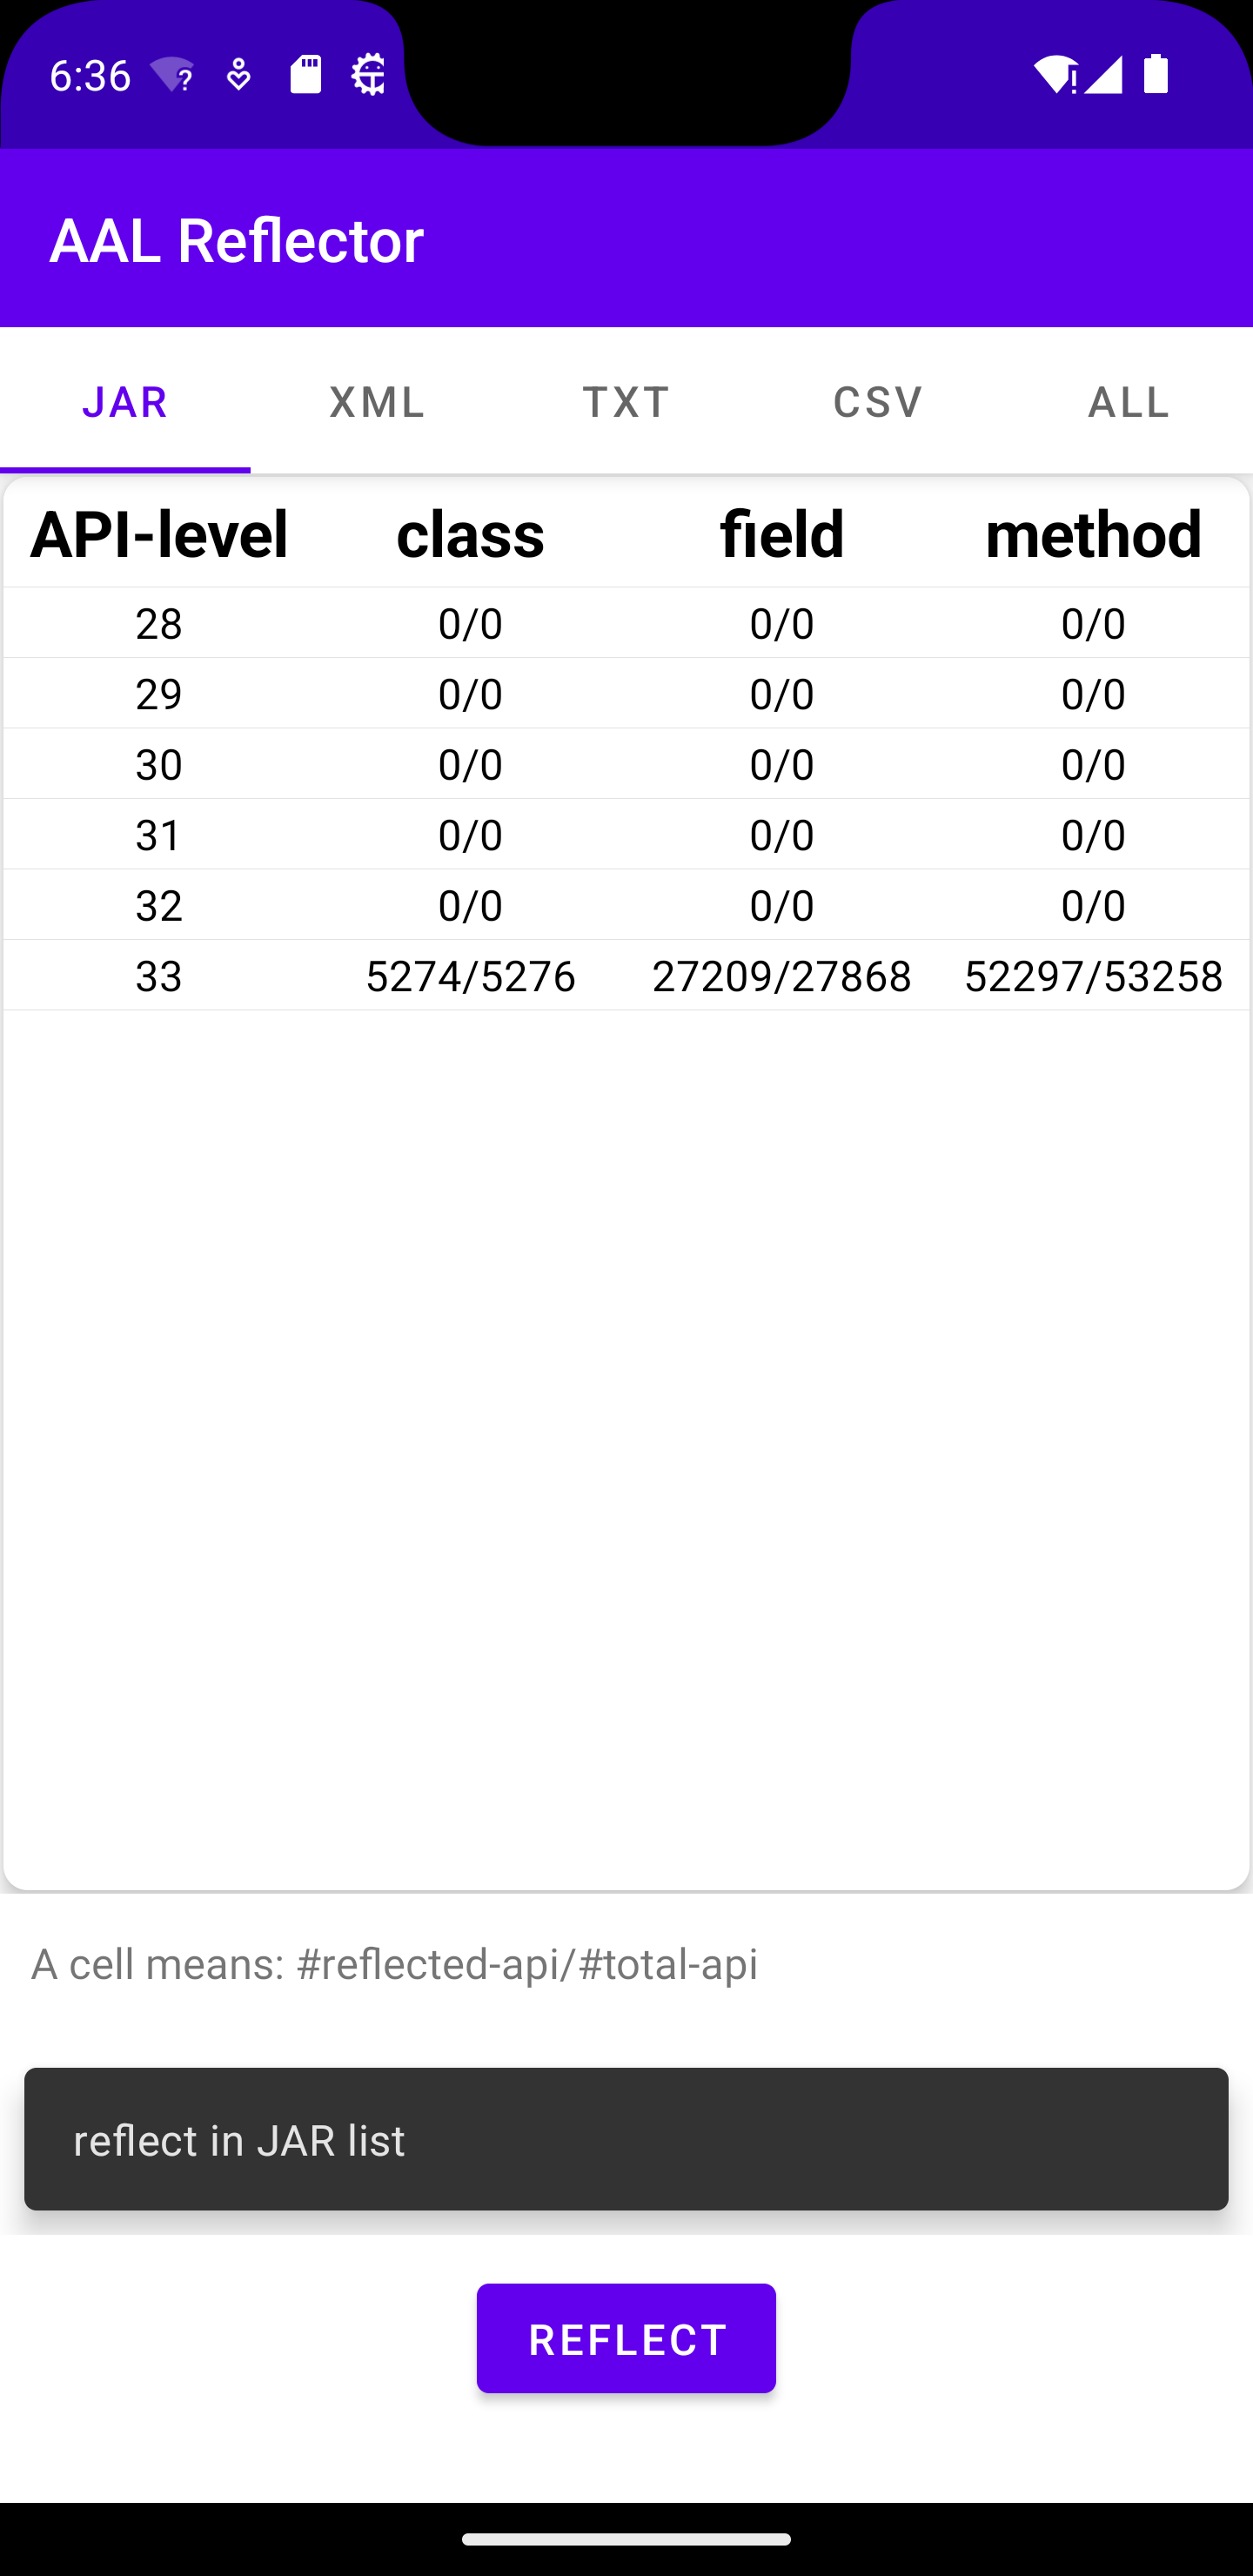 6:36
AAL Reflector
JAR XML TXT CSV ALL
API-level class field method
28 0/0 0/0 0/0
29 0/0 0/0 0/0
30 0/0 0/0 0/0
31 0/0 0/0 0/0
32 0/0 0/0 0/0
33 5274/5276 27209/27868 52297/53258
A cell means: #reflected-api/#total-api
reflect in JAR list
REFLECT